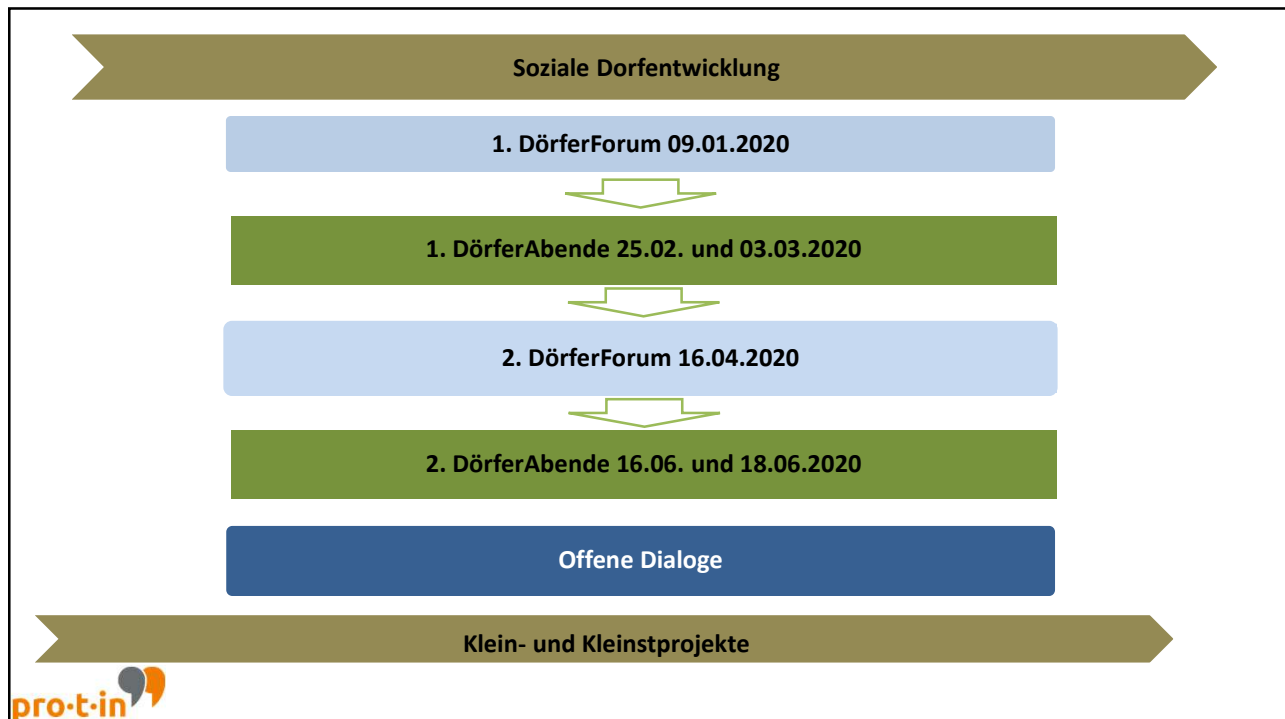 Soziale Dorfentwicklung
1. DörferForum 09.01.2020
1. DörferAbende 25.02. und 03.03.2020
2. DörferForum 16.04.2020
2. DörferAbende 16.06. und 18.06.2020
Offene Dialoge
Klein- und Kleinstprojekte
pro·t·in